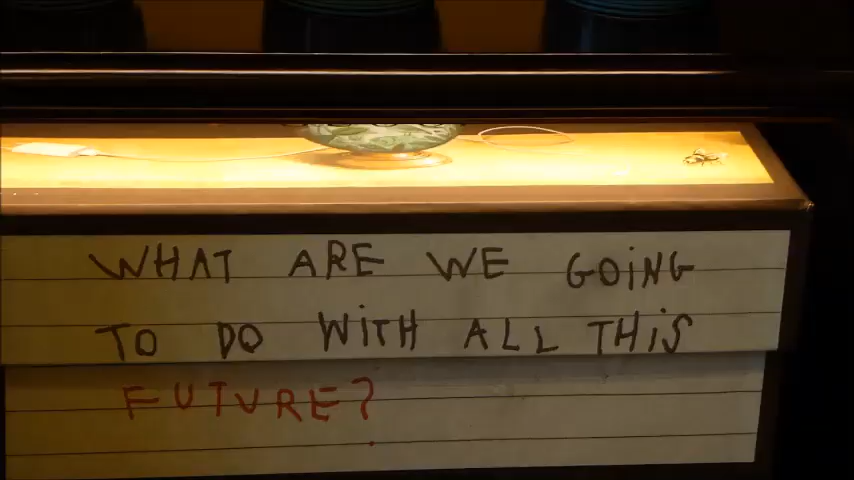 WHAT ARE WE GOiNG
TO DO WiTH ALL THiS
FUTURE?